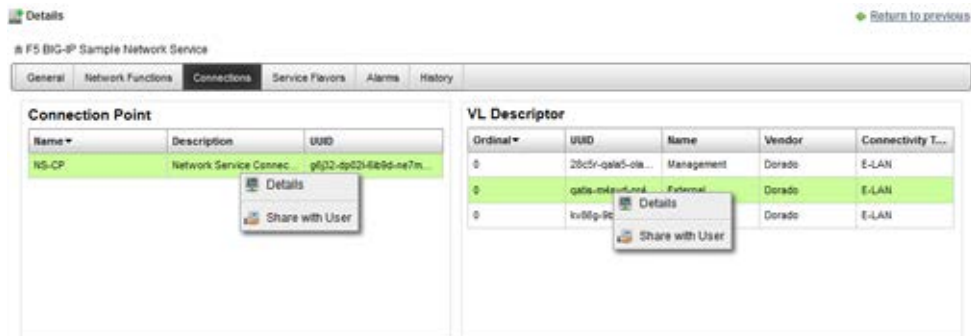 Details
Return to previous
F5 BIG-IP Sample Network Service
General Network Functions Connections Service Flavors Alarms History
Connection Point
Name Description UUID
NS-CP Network Service Connec...
Details
Share with User
VL Descriptor
Ordinal UUID Name Vendor Connectivity T...
0 Management Dorado E-LAN
0 External Dorado E-LAN
0 Dorado E-LAN
Details
Share with User